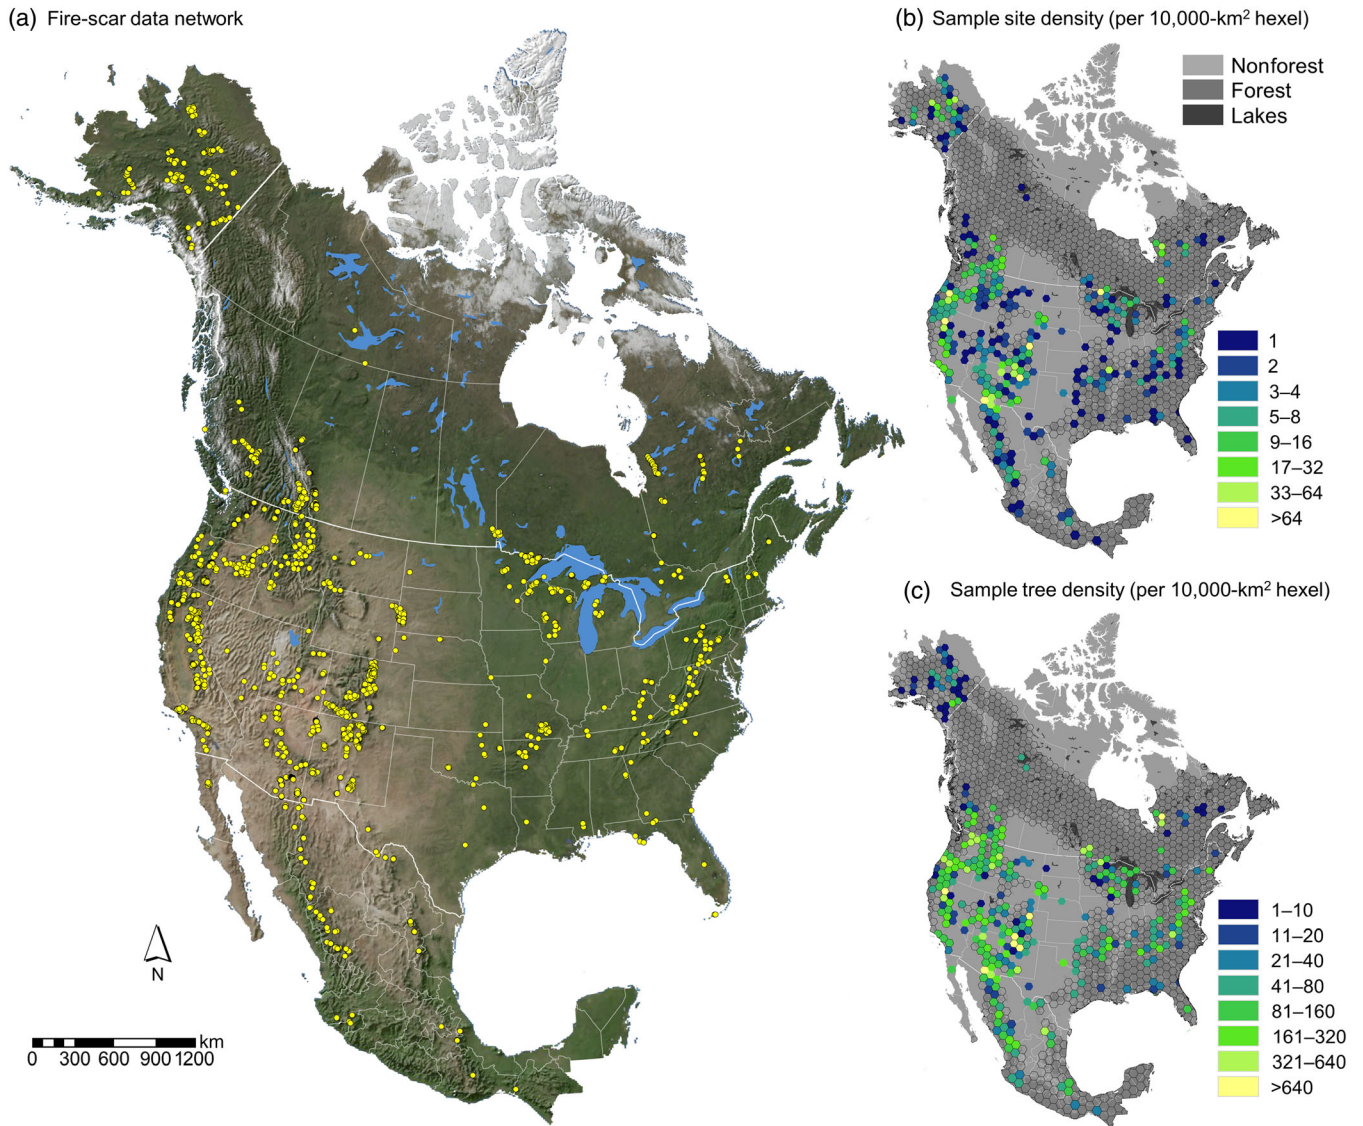 (a) Fire-scar data network
N
km
0 300 600 900 1200
(b) Sample site density (per 10,000-km² hexel)
Nonforest
Forest
Lakes
1
2
3–4
5–8
9–16
17–32
33–64
>64
(c) Sample tree density (per 10,000-km² hexel)
1–10
11–20
21–40
41–80
81–160
161–320
321–640
>640